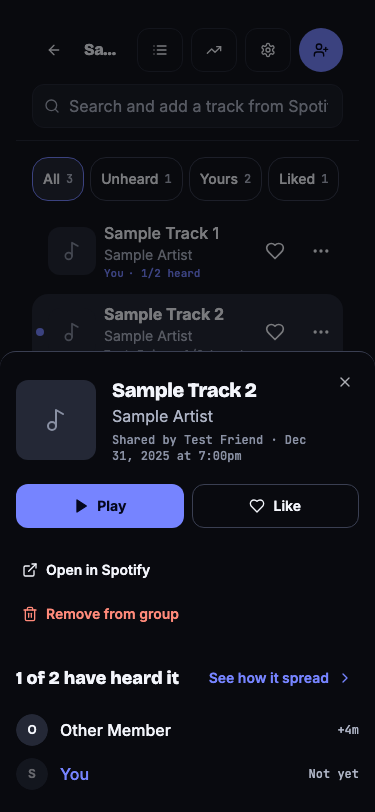 Sa...
Search and add a track from Spoti
All 3 Unheard 1 Yours 2 Liked 1
Sample Track 1
Sample Artist
You · 1/2 heard
Sample Track 2
Sample Artist
Sample Track 2
Sample Artist
Shared by Test Friend · Dec
31, 2025 at 7:00pm
Play Like
Open in Spotify
Remove from group
1 of 2 have heard it See how it spread
O Other Member +4m
S You Not yet